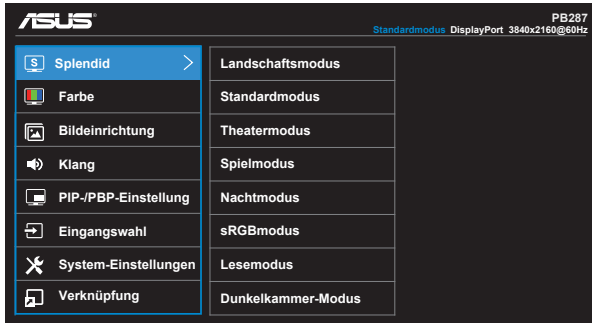 ASUS
PB287
Standardmodus DisplayPort 3840x2160@60Hz
S Splendid
Landschaftsmodus
Farbe
Standardmodus
Bildeinrichtung
Theatermodus
Klang
Spielmodus
PIP-/PBP-Einstellung
Nachtmodus
Eingangswahl
sRGBmodus
System-Einstellungen
Lesemodus
Verknüpfung
Dunkelkammer-Modus